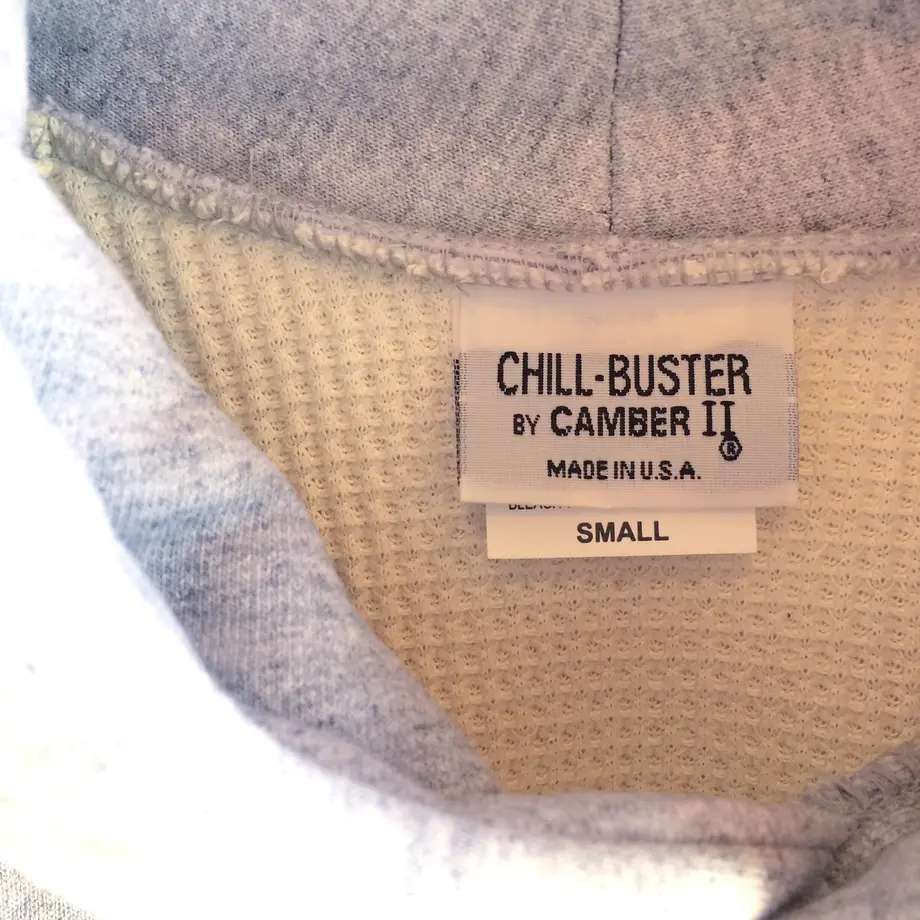 CHILL-BUSTER
BY CAMBER II®
MADE IN U.S.A.
SMALL